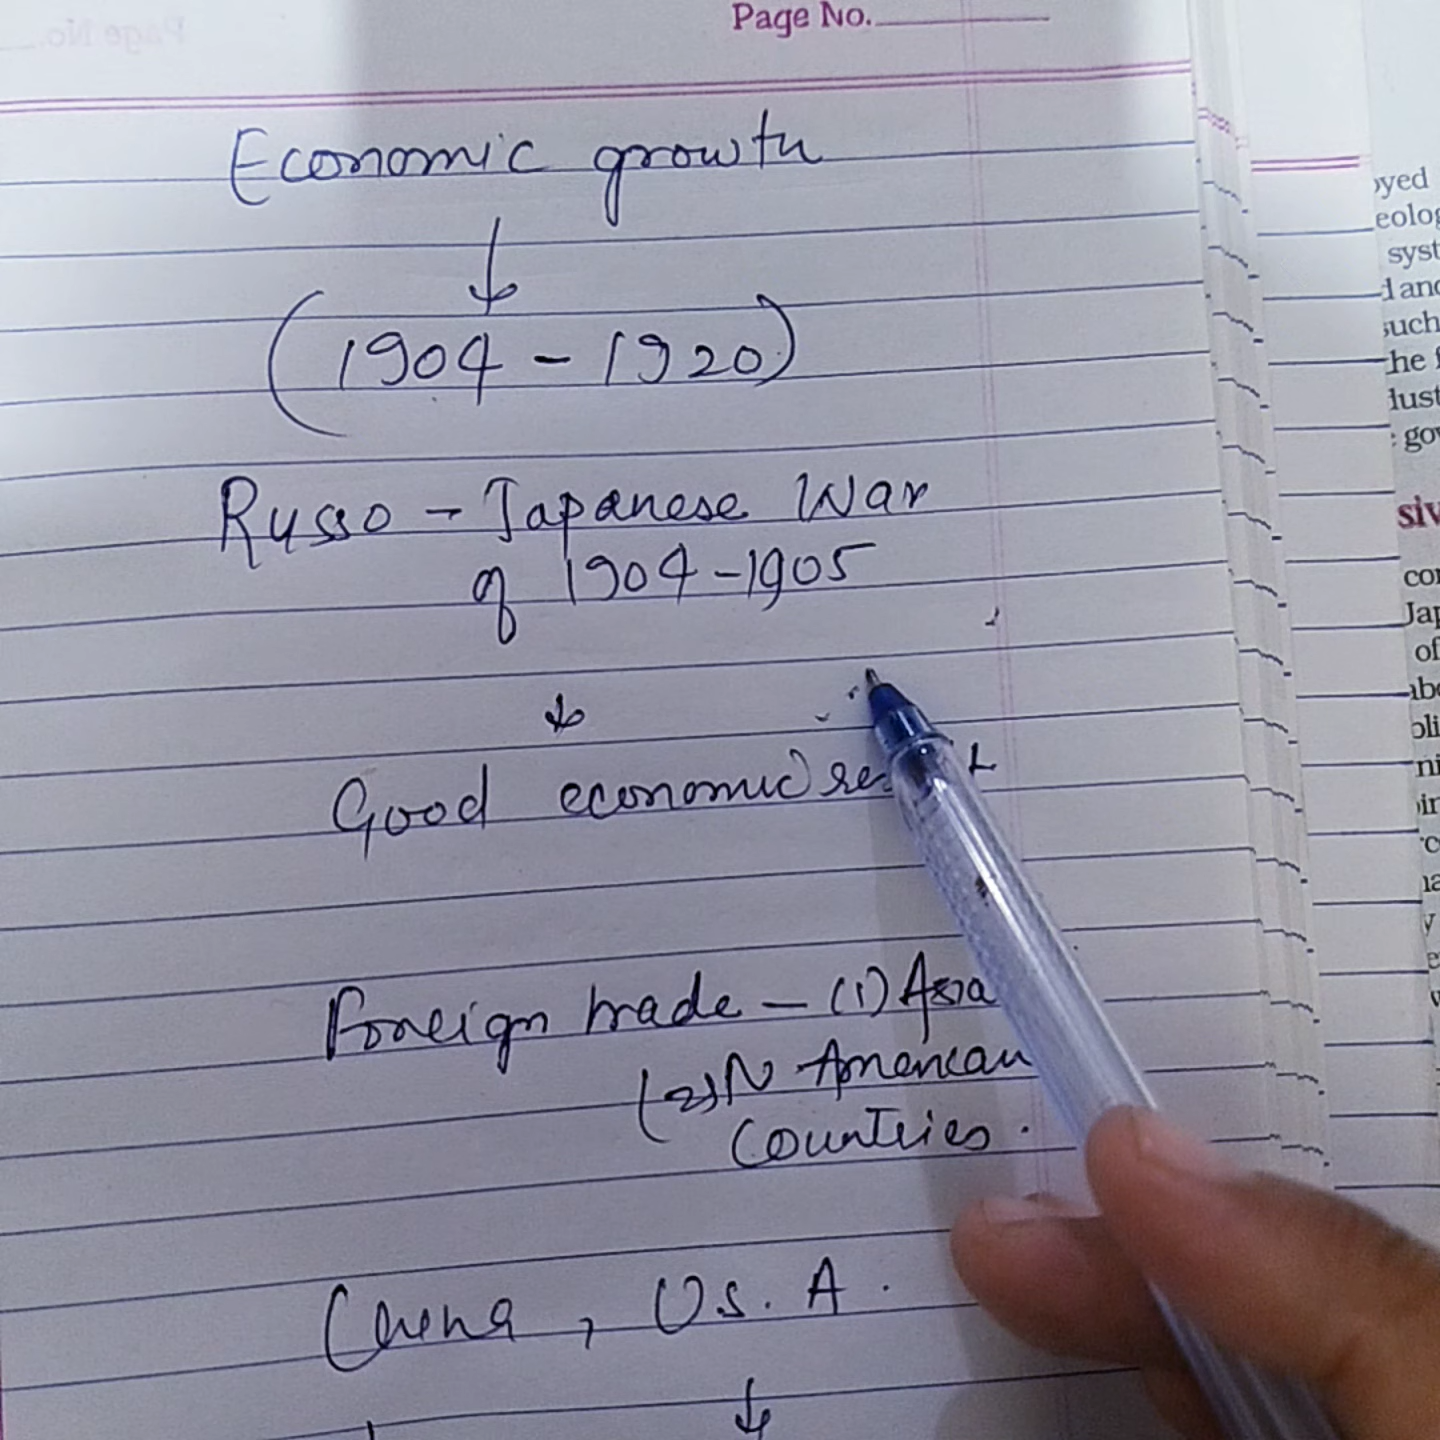 Page No.
Economic growth
(1904 - 1920)
Russo - Japanese War
of 1904-1905
Good economic
Foreign trade - (1) Asia
(2) N American
Countries.
China, U.S.A.